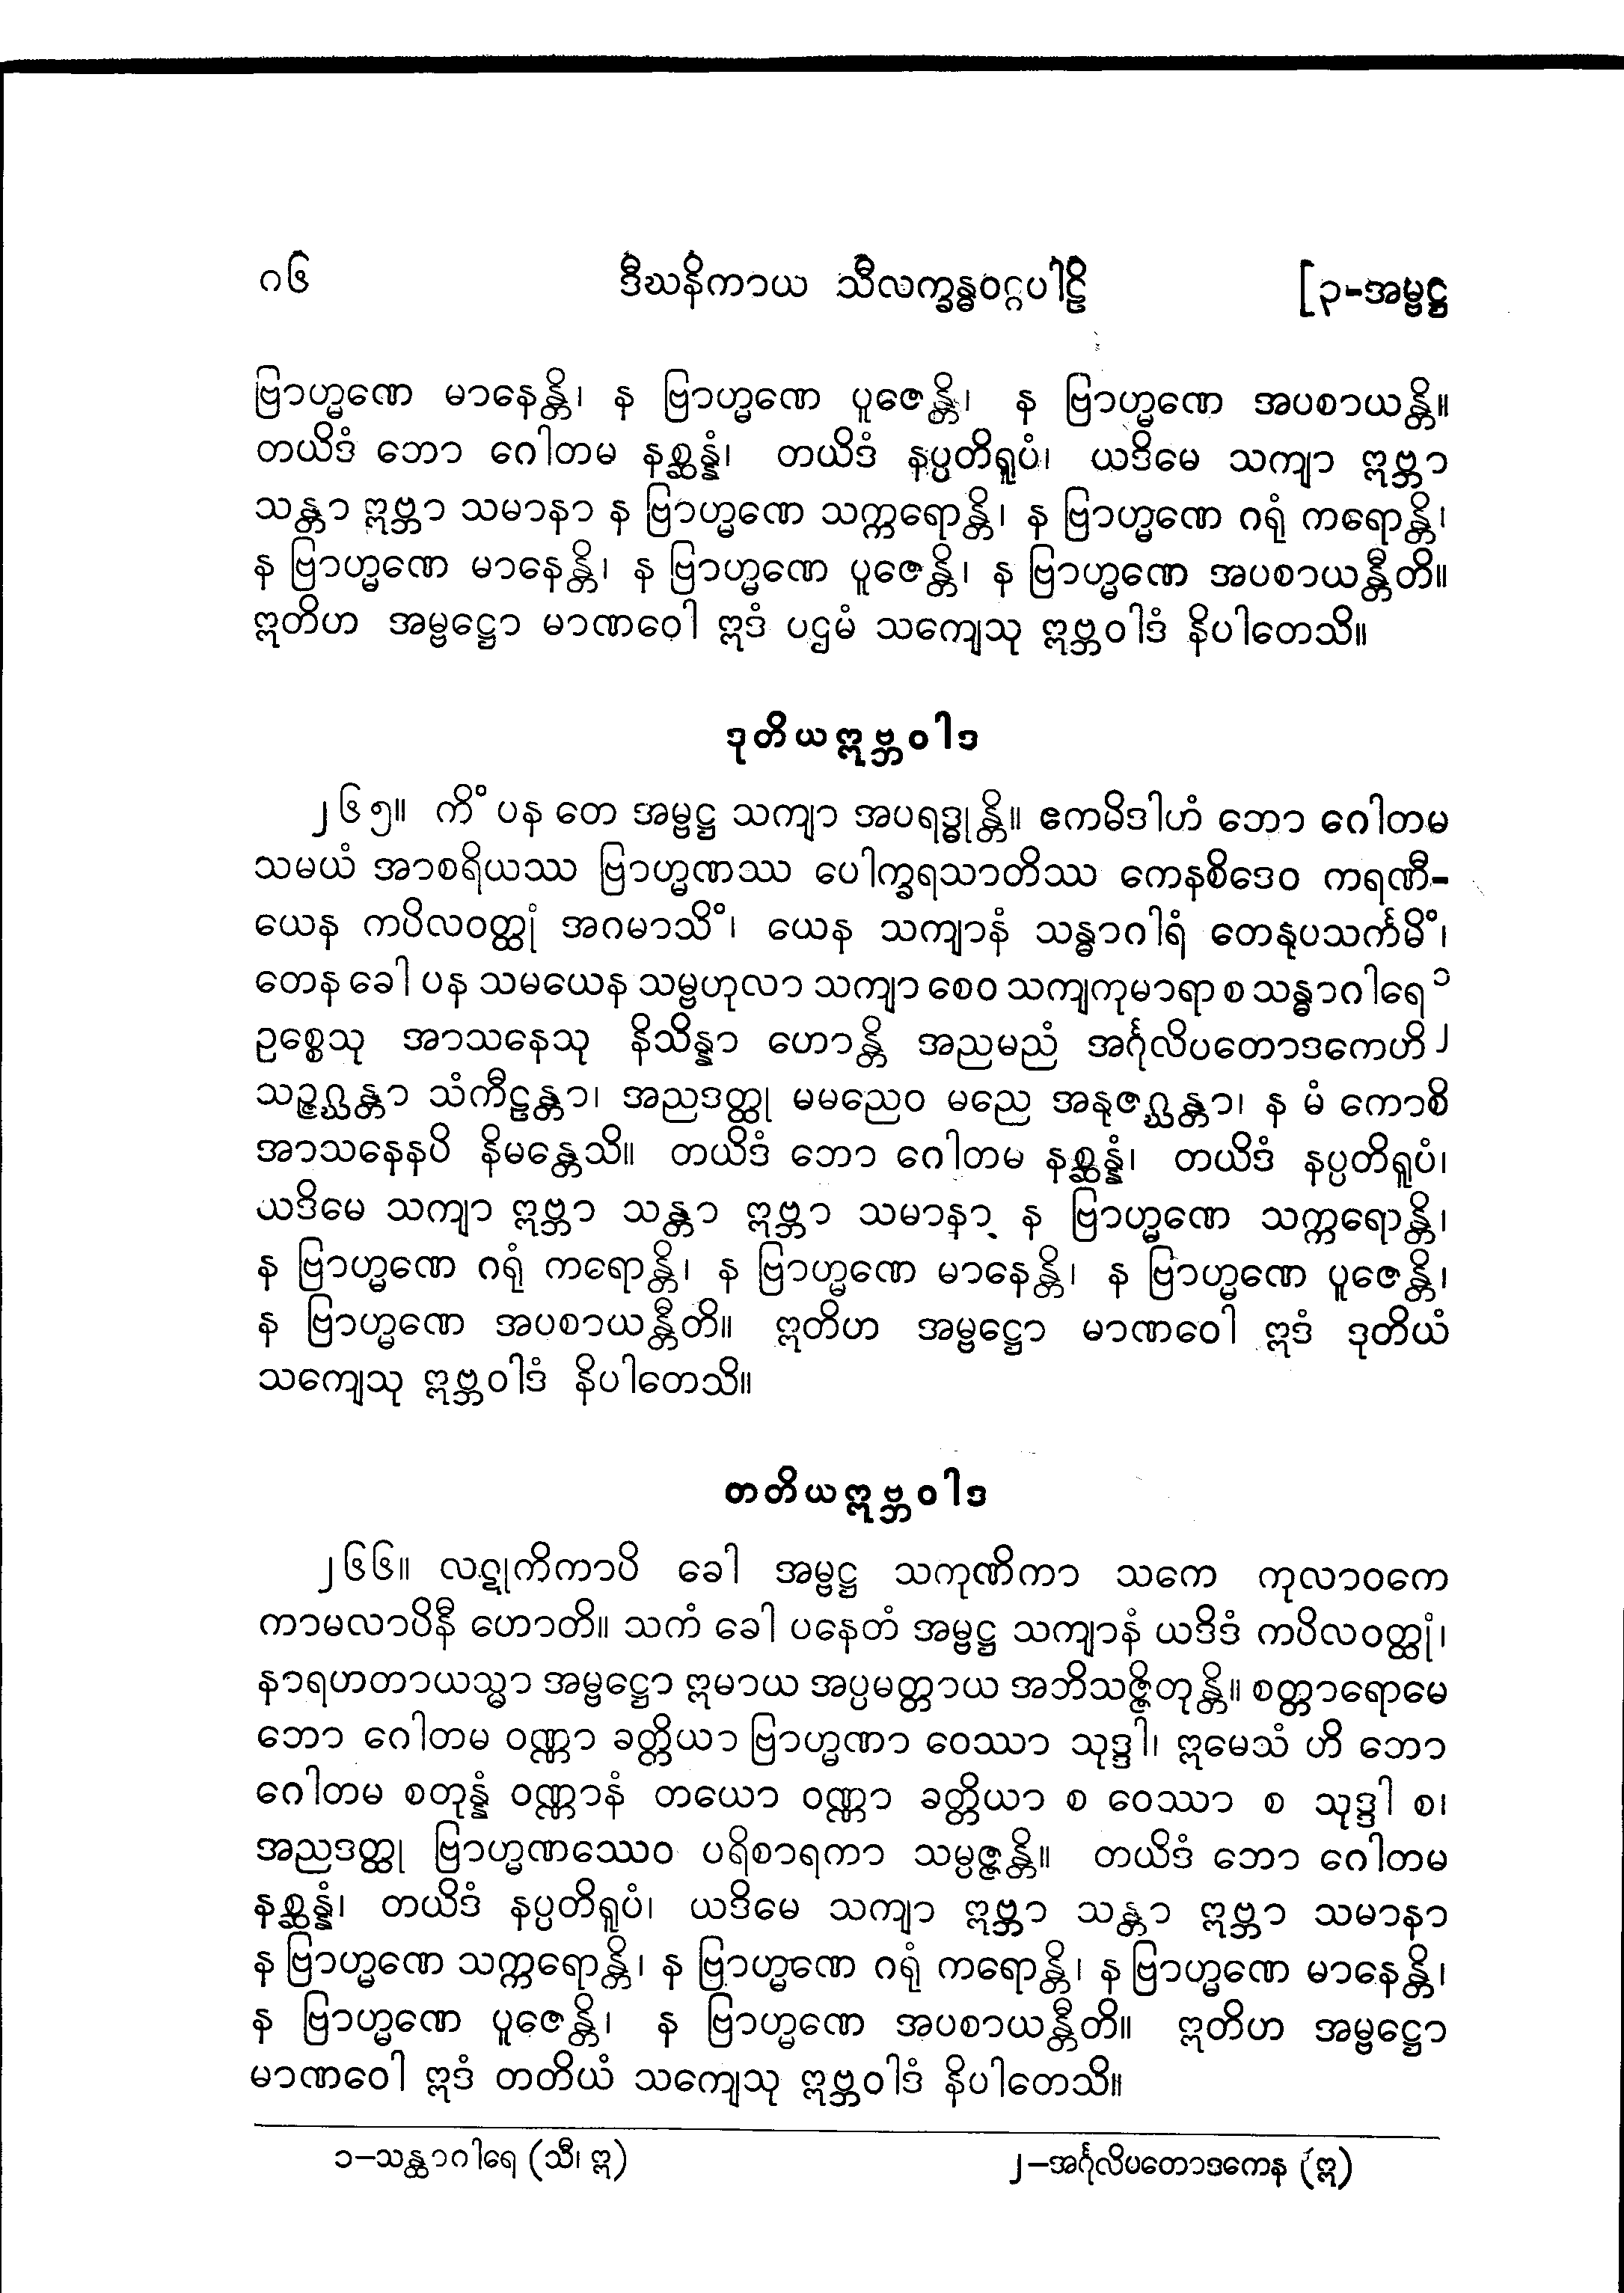 ၈၆ ဒီဃနိကာယ သီလက္ခန္ဓဝဂ္ဂပါဠိ [၃-အမ္ဗဋ္ဌ
ဗြာဟ္မဏေ မာနေန္တိ၊ န ဗြာဟ္မဏေ ပူဇေန္တိ၊ န ဗြာဟ္မဏေ အပစာယန္တိ။
တယိဒံ ဘော ဂေါတမ နစ္ဆန္နံ၊ တယိဒံ နပ္ပတိရူပံ၊ ယဒိမေ သကျာ ဣဗ္ဘာ
သန္တာ ဣဗ္ဘာ သမာနာ န ဗြာဟ္မဏေ သက္ကရောန္တိ၊ န ဗြာဟ္မဏေ ဂရုံ ကရောန္တိ၊
န ဗြာဟ္မဏေ မာနေန္တိ၊ န ဗြာဟ္မဏေ ပူဇေန္တိ၊ န ဗြာဟ္မဏေ အပစာယန္တီတိ။
ဣတိဟ အမ္ဗဋ္ဌော မာဏဝေါ ဣဒံ ပဌမံ သကျေသု ဣဗ္ဘဝါဒံ နိပါတေသိ။
ဒုတိယဣဗ္ဘဝါဒ
၂၆၅။ ကိံ ပန တေ အမ္ဗဋ္ဌ သကျာ အပရဒ္ဓုန္တိ။ ဧကမိဒါဟံ ဘော ဂေါတမ
သမယံ အာစရိယဿ ဗြာဟ္မဏဿ ပေါက္ခရသာတိဿ ကေနစိဒေဝ ကရဏီ-
ယေန ကပိလဝတ္ထုံ အဂမာသိံ၊ ယေန သကျာနံ သန္ဓာဂါရံ တေနုပသင်္ကမိံ၊
တေန ခေါ ပန သမယေန သမ္ဗဟုလာ သကျာ စေဝ သကျကုမာရာ စ သန္ဓာဂါရေ ၁
ဥစ္စေသု အာသနေသု နိသိန္နာ ဟောန္တိ အညမညံ အင်္ဂုလိပတောဒကေဟိ ၂
သဉ္ဇဂ္ဃန္တာ သံကီဠန္တာ၊ အညဒတ္ထု မမညေဝ မညေ အနုဇဂ္ဃန္တာ၊ န မံ ကောစိ
အာသနေနပိ နိမန္တေသိ။ တယိဒံ ဘော ဂေါတမ နစ္ဆန္နံ၊ တယိဒံ နပ္ပတိရူပံ၊
ယဒိမေ သကျာ ဣဗ္ဘာ သန္တာ ဣဗ္ဘာ သမာနာ န ဗြာဟ္မဏေ သက္ကရောန္တိ၊
န ဗြာဟ္မဏေ ဂရုံ ကရောန္တိ၊ န ဗြာဟ္မဏေ မာနေန္တိ၊ န ဗြာဟ္မဏေ ပူဇေန္တိ၊
န ဗြာဟ္မဏေ အပစာယန္တီတိ။ ဣတိဟ အမ္ဗဋ္ဌော မာဏဝေါ ဣဒံ ဒုတိယံ
သကျေသု ဣဗ္ဘဝါဒံ နိပါတေသိ။
တတိယဣဗ္ဘဝါဒ
၂၆၆။ လဋုကိကာပိ ခေါ အမ္ဗဋ္ဌ သကုဏိကာ သကေ ကုလာဝကေ
ကာမလာပိနီ ဟောတိ။ သကံ ခေါ ပနေတံ အမ္ဗဋ္ဌ သကျာနံ ယဒိဒံ ကပိလဝတ္ထုံ၊
နာရဟတာယသ္မာ အမ္ဗဋ္ဌော ဣမာယ အပ္ပမတ္တာယ အဘိသဇ္ဇိတုန္တိ။ စတ္တာရောမေ
ဘော ဂေါတမ ဝဏ္ဏာ ခတ္တိယာ ဗြာဟ္မဏာ ဝေဿာ သုဒ္ဒါ၊ ဣမေသံ ဟိ ဘော
ဂေါတမ စတုန္နံ ဝဏ္ဏာနံ တယော ဝဏ္ဏာ ခတ္တိယာ စ ဝေဿာ စ သုဒ္ဒါ စ၊
အညဒတ္ထု ဗြာဟ္မဏဿေဝ ပရိစာရကာ သမ္ပဇ္ဇန္တိ။ တယိဒံ ဘော ဂေါတမ
နစ္ဆန္နံ၊ တယိဒံ နပ္ပတိရူပံ၊ ယဒိမေ သကျာ ဣဗ္ဘာ သန္တာ ဣဗ္ဘာ သမာနာ
န ဗြာဟ္မဏေ သက္ကရောန္တိ၊ န ဗြာဟ္မဏေ ဂရုံ ကရောန္တိ၊ န ဗြာဟ္မဏေ မာနေန္တိ၊
န ဗြာဟ္မဏေ ပူဇေန္တိ၊ န ဗြာဟ္မဏေ အပစာယန္တီတိ။ ဣတိဟ အမ္ဗဋ္ဌော
မာဏဝေါ ဣဒံ တတိယံ သကျေသု ဣဗ္ဘဝါဒံ နိပါတေသိ။
၁–သန္ထာဂါရေ (သီ၊ ဣ) ၂–အင်္ဂုလိပတောဒကေန (ဣ)